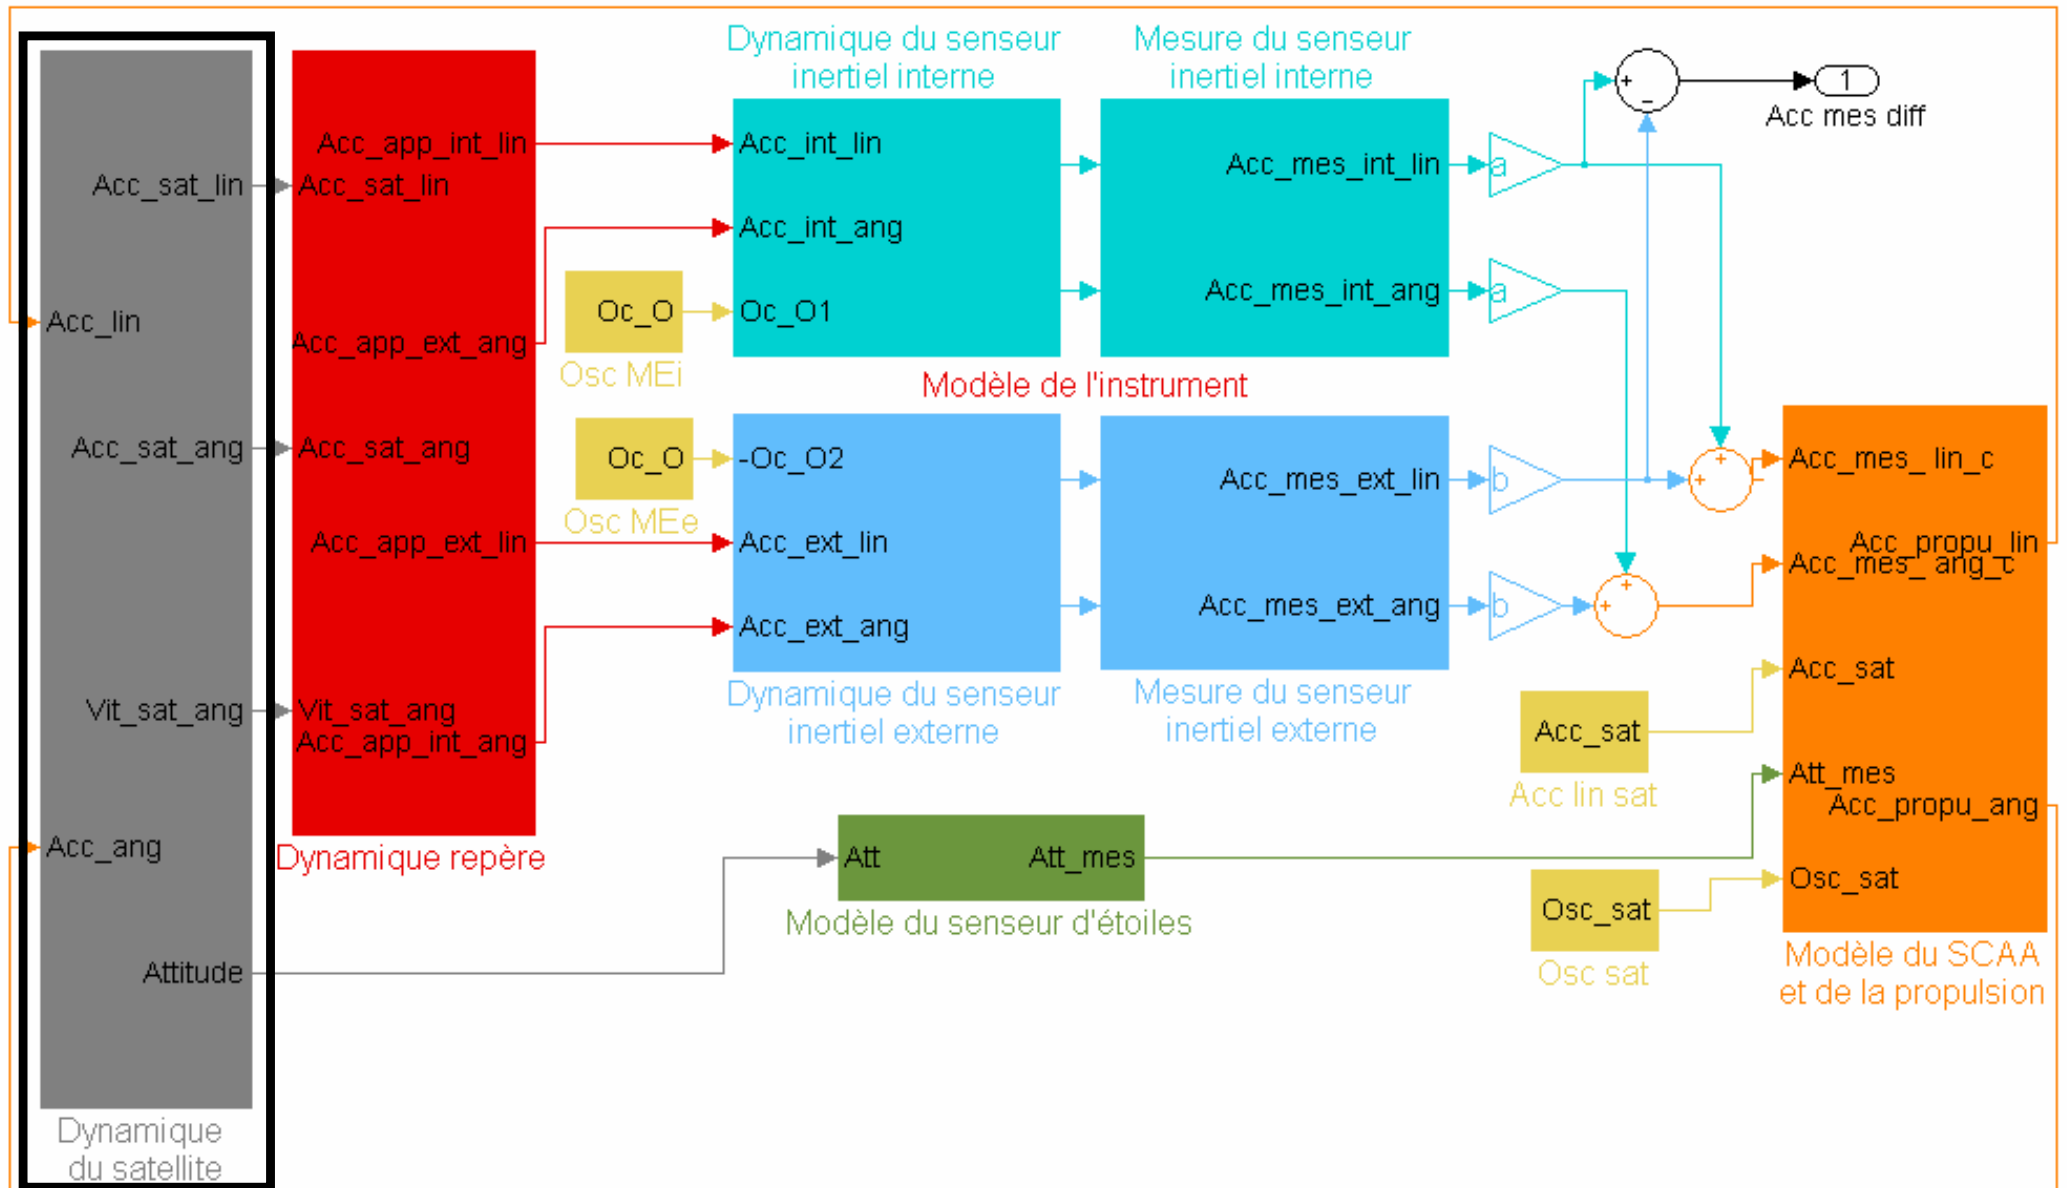 Acc_sat_lin
Acc_lin
Acc_sat_ang
Vit_sat_ang
Acc_ang
Attitude
Dynamique
du satellite
Acc_app_int_lin
Acc_sat_lin
Acc_app_ext_ang
Acc_sat_ang
Acc_app_ext_lin
Vit_sat_ang
Acc_app_int_ang
Dynamique repère
Oc_O
Osc MEi
Oc_O
Osc MEe
Dynamique du senseur
inertiel interne
Acc_int_lin
Acc_int_ang
Oc_O1
Mesure du senseur
inertiel interne
Acc_mes_int_lin
Acc_mes_int_ang
a
a
+
-
1
Acc mes diff
Modèle de l'instrument
-Oc_O2
Acc_ext_lin
Acc_ext_ang
Dynamique du senseur
inertiel externe
Acc_mes_ext_lin
Acc_mes_ext_ang
Mesure du senseur
inertiel externe
b
b
+
+
+
+
Att
Att_mes
Modèle du senseur d'étoiles
Acc_sat
Acc lin sat
Osc_sat
Osc sat
Acc_mes_ lin_c
Acc_propu_lin
Acc_mes_ ang_c
Acc_sat
Att_mes
Acc_propu_ang
Osc_sat
Modèle du SCAA
et de la propulsion